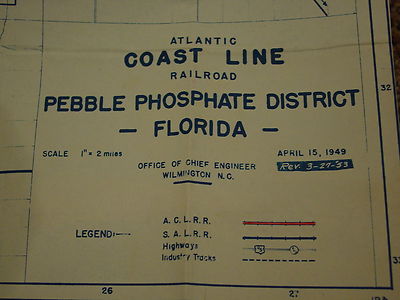 ATLANTIC
COAST LINE
RAILROAD
PEBBLE PHOSPHATE DISTRICT
— FLORIDA —
SCALE 1" = 2 miles
APRIL 15, 1949
OFFICE OF CHIEF ENGINEER
Rev. 3-27-53
WILMINGTON N.C.
32
LEGEND:
A. C. L. R. R.
S. A. L. R. R.
Highways
Industry Tracks
26
27